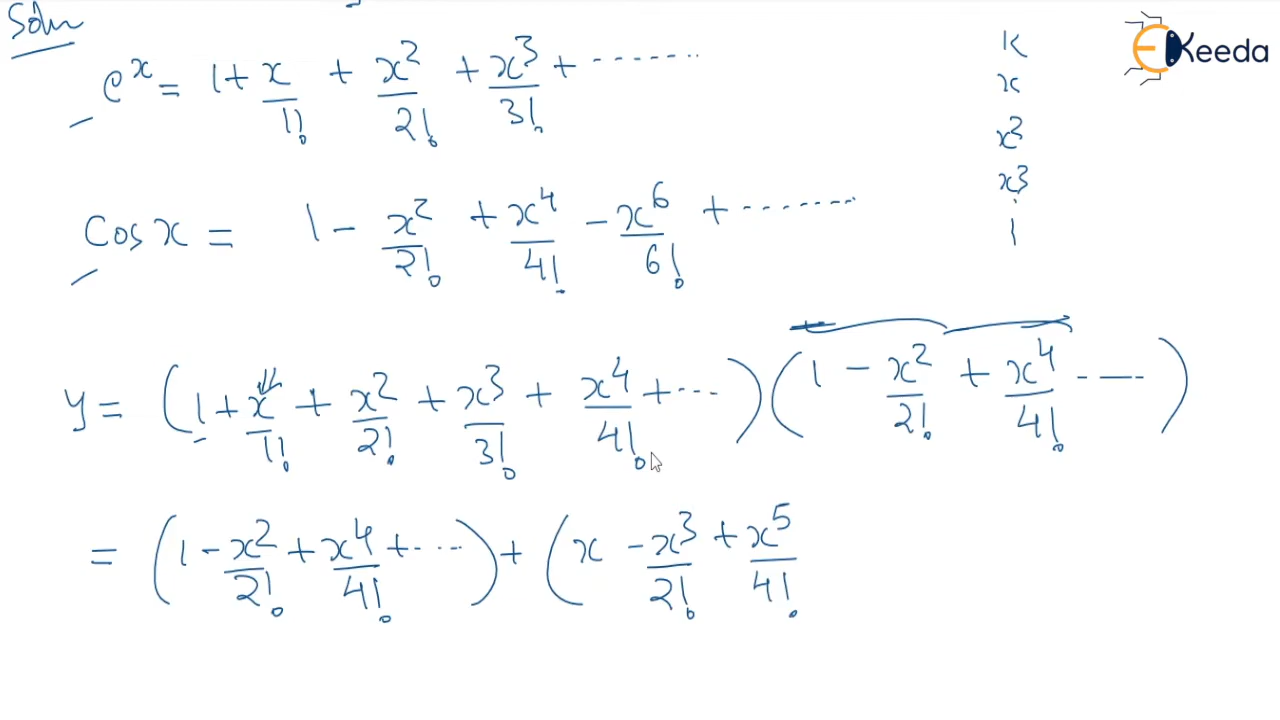 Soln
e^x = 1 + x/1! + x^2/2! + x^3/3! + ........
Cos x = 1 - x^2/2! + x^4/4! - x^6/6! + ........
y = (1 + x/1! + x^2/2! + x^3/3! + x^4/4! + ...) (1 - x^2/2! + x^4/4! ----)
= (1 - x^2/2! + x^4/4! + ....) + (x - x^3/2! + x^5/4!
K
x
x^2
x^3
1
EKeeda